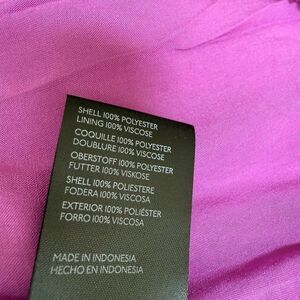 SHELL 100% POLYESTER
LINING 100% VISCOSE
COQUILLE 100% POLYESTER
DOUBLURE 100% VISCOSE
OBERSTOFF 100% POLYESTER
FUTTER 100% VISKOSE
SHELL 100% POLIESTERE
FODERA 100% VISCOSA
EXTERIOR 100% POLIÉSTER
FORRO 100% VISCOSA
MADE IN INDONESIA
HECHO EN INDONESIA